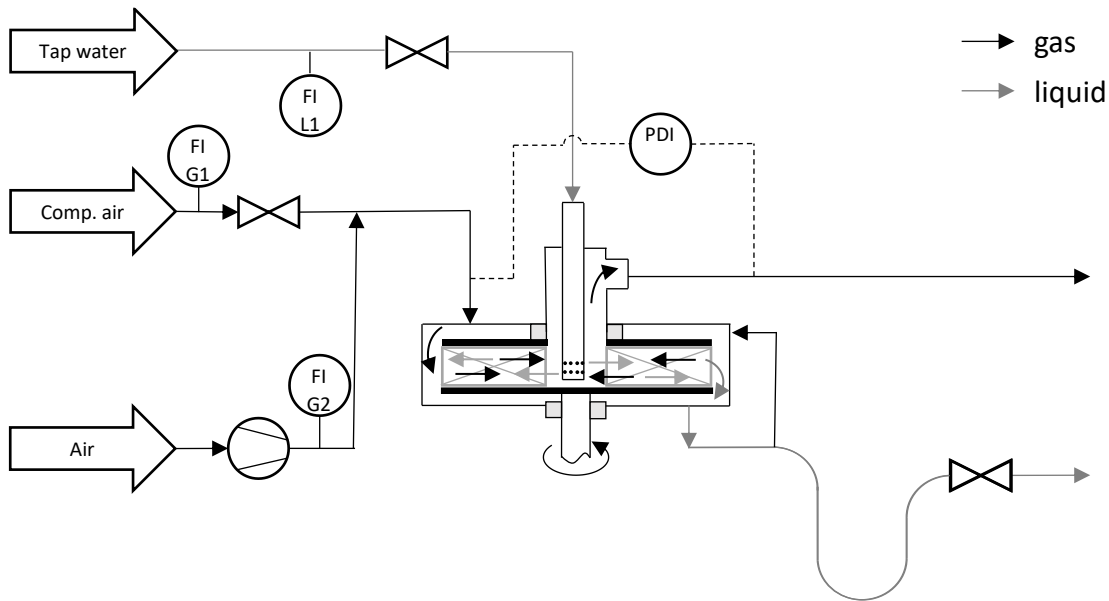 Tap water
FI
L1
gas
liquid
PDI
FI
G1
Comp. air
FI
G2
Air